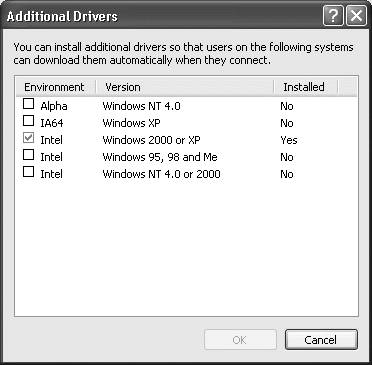 Additional Drivers
You can install additional drivers so that users on the following systems
can download them automatically when they connect.
Environment Version Installed
Alpha Windows NT 4.0 No
IA64 Windows XP No
Intel Windows 2000 or XP Yes
Intel Windows 95, 98 and Me No
Intel Windows NT 4.0 or 2000 No
OK Cancel